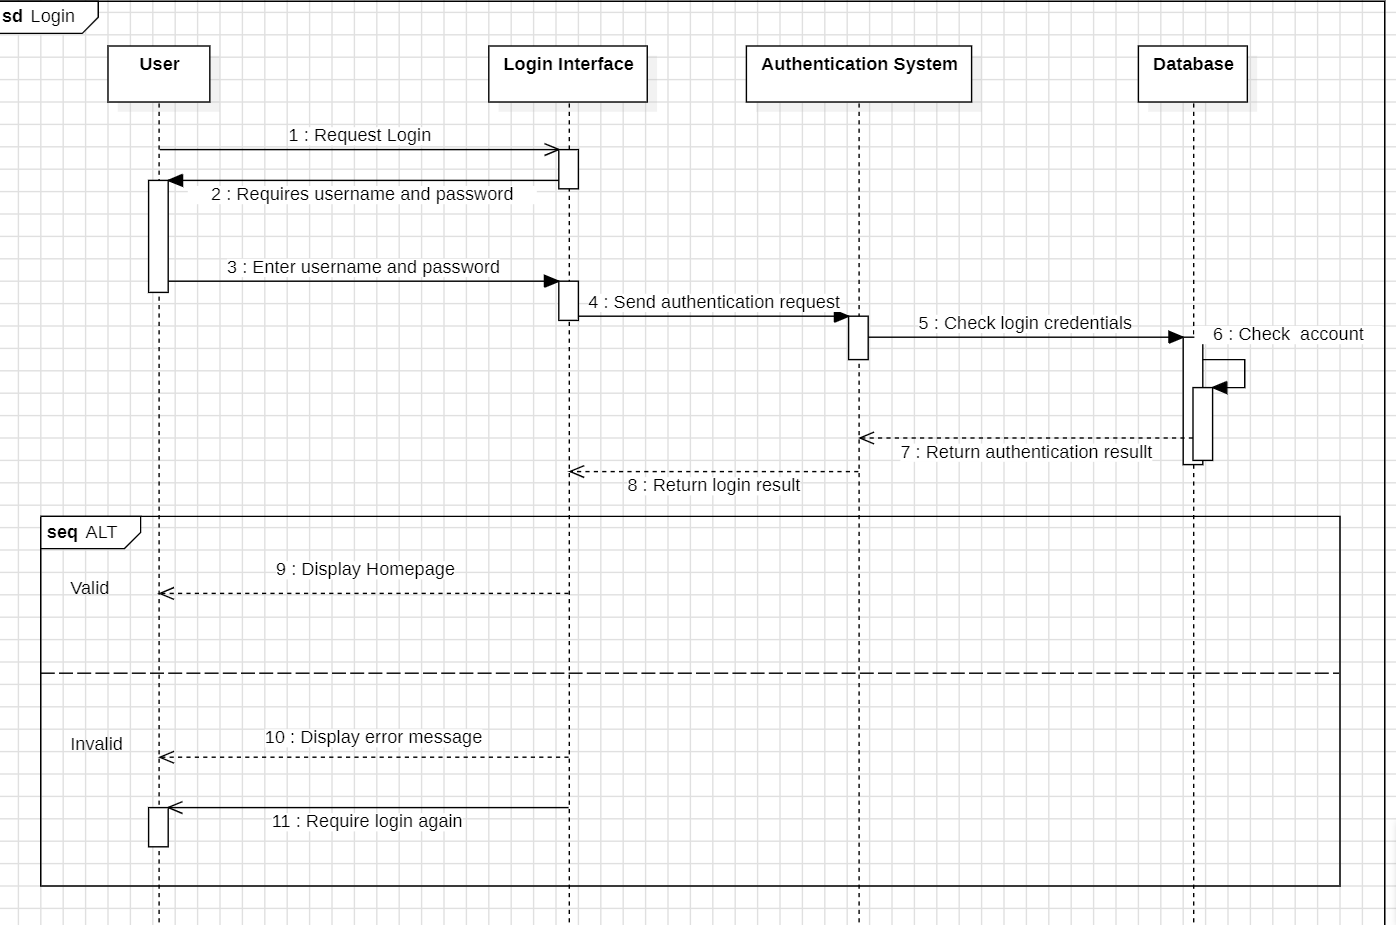 sd Login
User
Login Interface
Authentication System
Database
1 : Request Login
2 : Requires username and password
3 : Enter username and password
4 : Send authentication request
5 : Check login credentials
6 : Check  account
7 : Return authentication resullt
8 : Return login result
seq ALT
9 : Display Homepage
Valid
10 : Display error message
Invalid
11 : Require login again